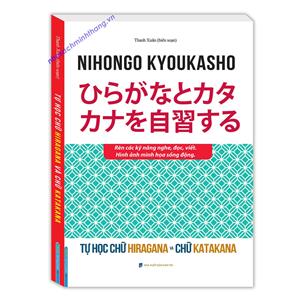 Thanh Xuân (biên soạn)
NIHONGO KYOUKASHO
ひらがなとカタ
カナを自習する
Rèn các kỹ năng nghe, đọc, viết.
Hình ảnh minh họa sống động.
TỰ HỌC CHỮ HIRAGANA VÀ CHỮ KATAKANA
TỰ HỌC CHỮ HIRAGANA VÀ CHỮ KATAKANA